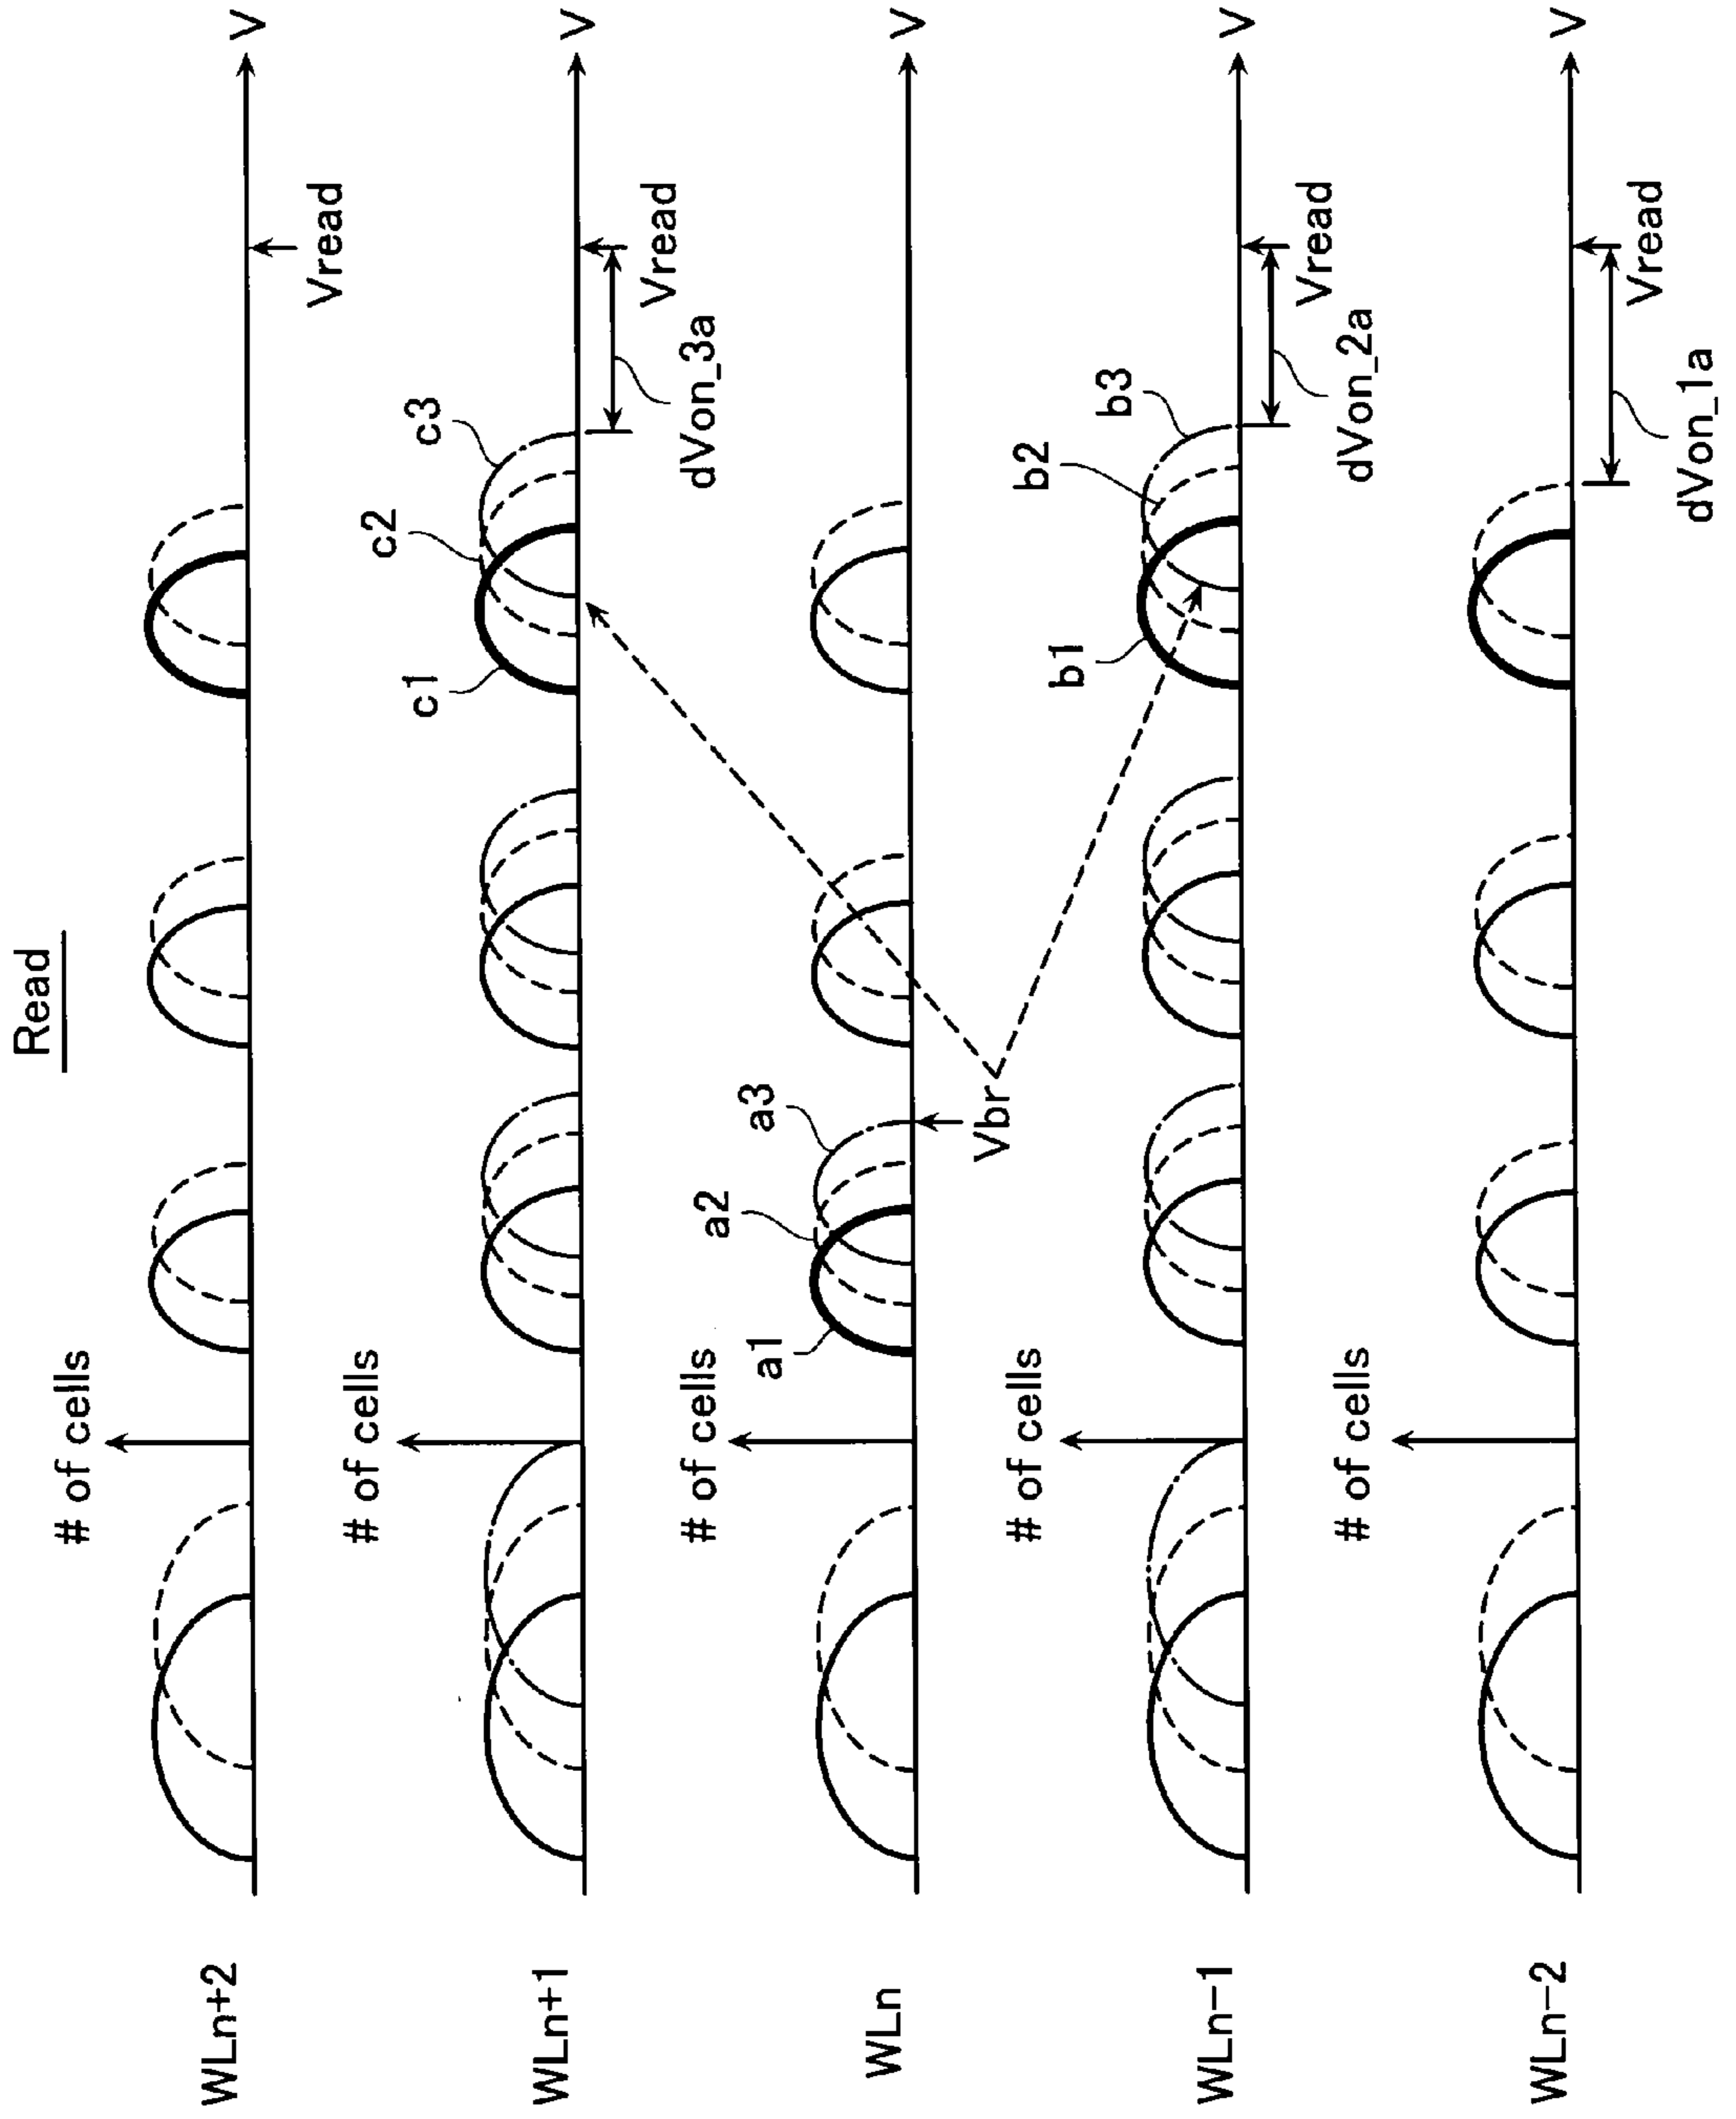 Read
# of cells
WLn+2
Vread
V
# of cells
WLn+1
c1
c2
c3
dVon_3a
Vread
V
# of cells
WLn
a1
a2
a3
Vbr
V
# of cells
WLn-1
b1
b2
b3
dVon_2a
Vread
V
# of cells
WLn-2
dVon_1a
Vread
V